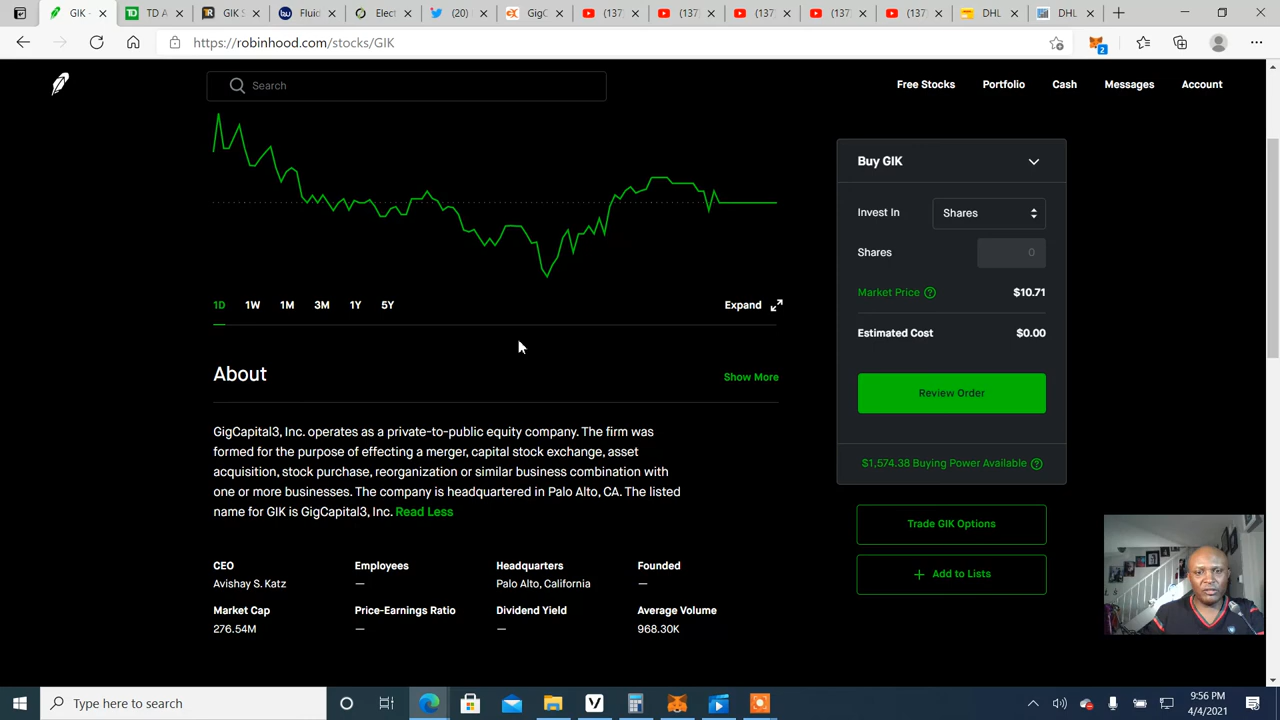 GIK -
TD A
GIK S
Fluid
Elect
(20)
GigC
(137)
(137)
(137)
(137)
(137)
DHL
DHL
https://robinhood.com/stocks/GIK
2
Search
Free Stocks Portfolio Cash Messages Account
Buy GIK
Invest In Shares
Shares 0
Market Price ? $10.71
Estimated Cost $0.00
Review Order
$1,574.38 Buying Power Available ?
Trade GIK Options
+ Add to Lists
1D 1W 1M 3M 1Y 5Y Expand
About Show More
GigCapital3, Inc. operates as a private-to-public equity company. The firm was
formed for the purpose of effecting a merger, capital stock exchange, asset
acquisition, stock purchase, reorganization or similar business combination with
one or more businesses. The company is headquartered in Palo Alto, CA. The listed
name for GIK is GigCapital3, Inc. Read Less
CEO Employees Headquarters Founded
Avishay S. Katz — Palo Alto, California —
Market Cap Price-Earnings Ratio Dividend Yield Average Volume
276.54M — — 968.30K
Type here to search
9:56 PM
4/4/2021